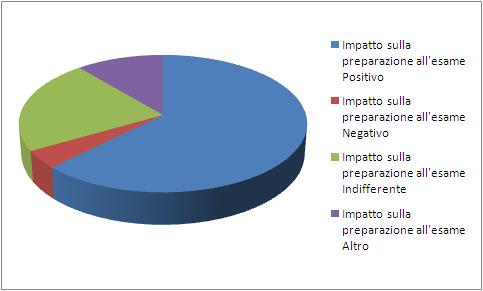 Impatto sulla
preparazione all'esame
Positivo
Impatto sulla
preparazione all'esame
Negativo
Impatto sulla
preparazione all'esame
Indifferente
Impatto sulla
preparazione all'esame
Altro